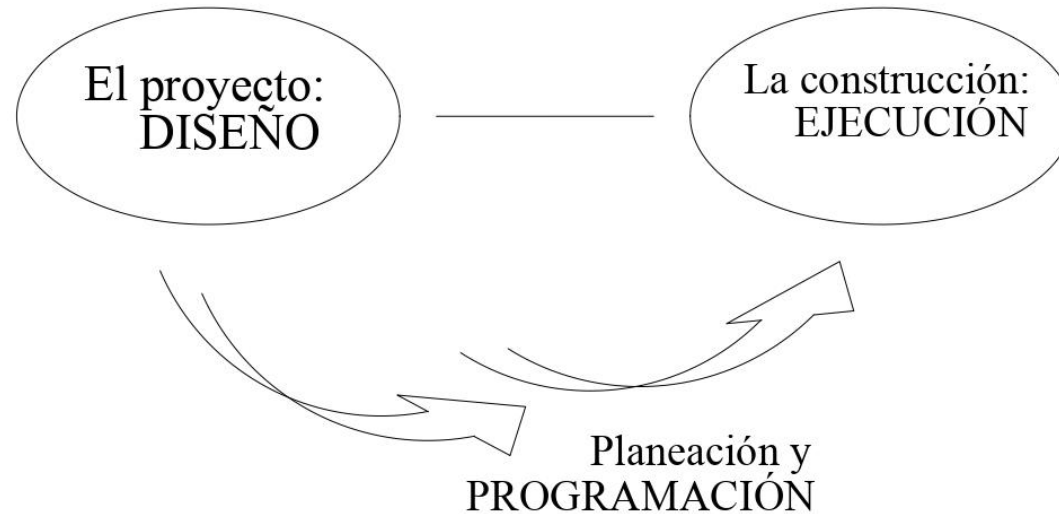 El proyecto:
DISEÑO
La construcción:
EJECUCIÓN
Planeación y
PROGRAMACIÓN